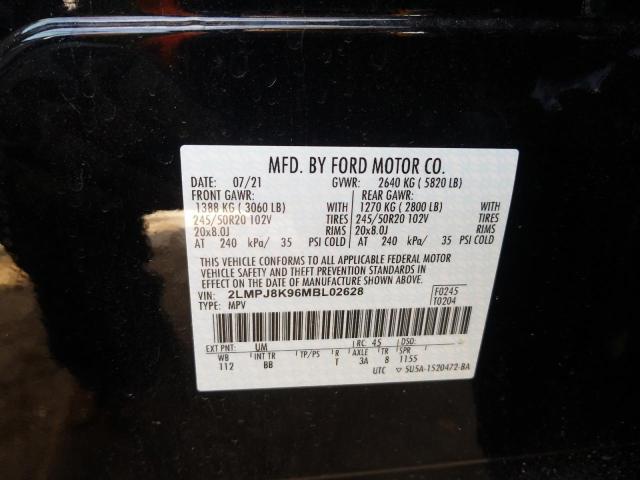 MFD. BY FORD MOTOR CO.
DATE: 07/21 GVWR: 2640 KG ( 5820 LB)
FRONT GAWR: REAR GAWR:
1388 KG ( 3060 LB) WITH 1270 KG ( 2800 LB) WITH
245/50R20 102V TIRES 245/50R20 102V TIRES
20x8.0J RIMS 20x8.0J RIMS
AT 240 kPa/ 35 PSI COLD AT 240 kPa/ 35 PSI COLD
THIS VEHICLE CONFORMS TO ALL APPLICABLE FEDERAL MOTOR
VEHICLE SAFETY AND THEFT PREVENTION STANDARDS IN
EFFECT ON THE DATE OF MANUFACTURE SHOWN ABOVE.
VIN: 2LMPJ8K96MBL02628 F0245
TYPE: MPV T0204
EXT PNT: UM RC: 45 DSO:
WB INT TR TP/PS R AXLE TR SPR
112 BB T 3A 8 1155
UTC ▽ 5U5A-1520472-BA